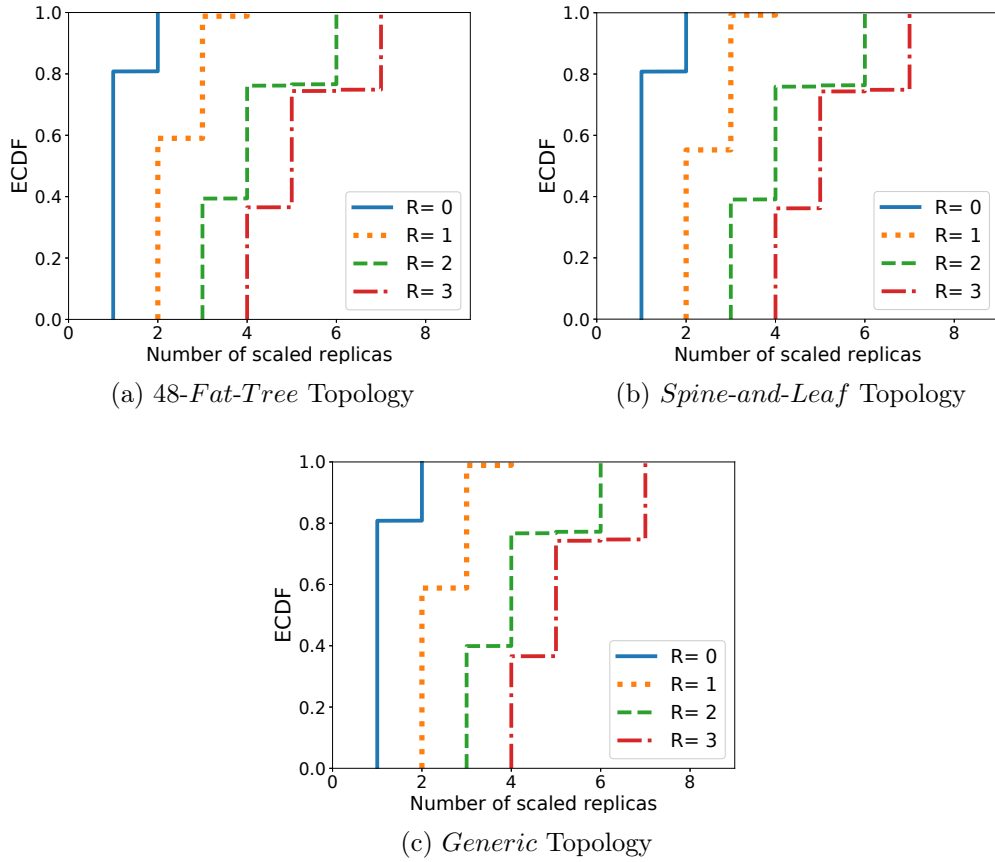 1.0
0.8
0.6
0.4
0.2
0.0
ECDF
0 2 4 6 8
Number of scaled replicas
R= 0
R= 1
R= 2
R= 3
(a) 48-Fat-Tree Topology
1.0
0.8
0.6
0.4
0.2
0.0
ECDF
0 2 4 6 8
Number of scaled replicas
R= 0
R= 1
R= 2
R= 3
(b) Spine-and-Leaf Topology
1.0
0.8
0.6
0.4
0.2
0.0
ECDF
0 2 4 6 8
Number of scaled replicas
R= 0
R= 1
R= 2
R= 3
(c) Generic Topology